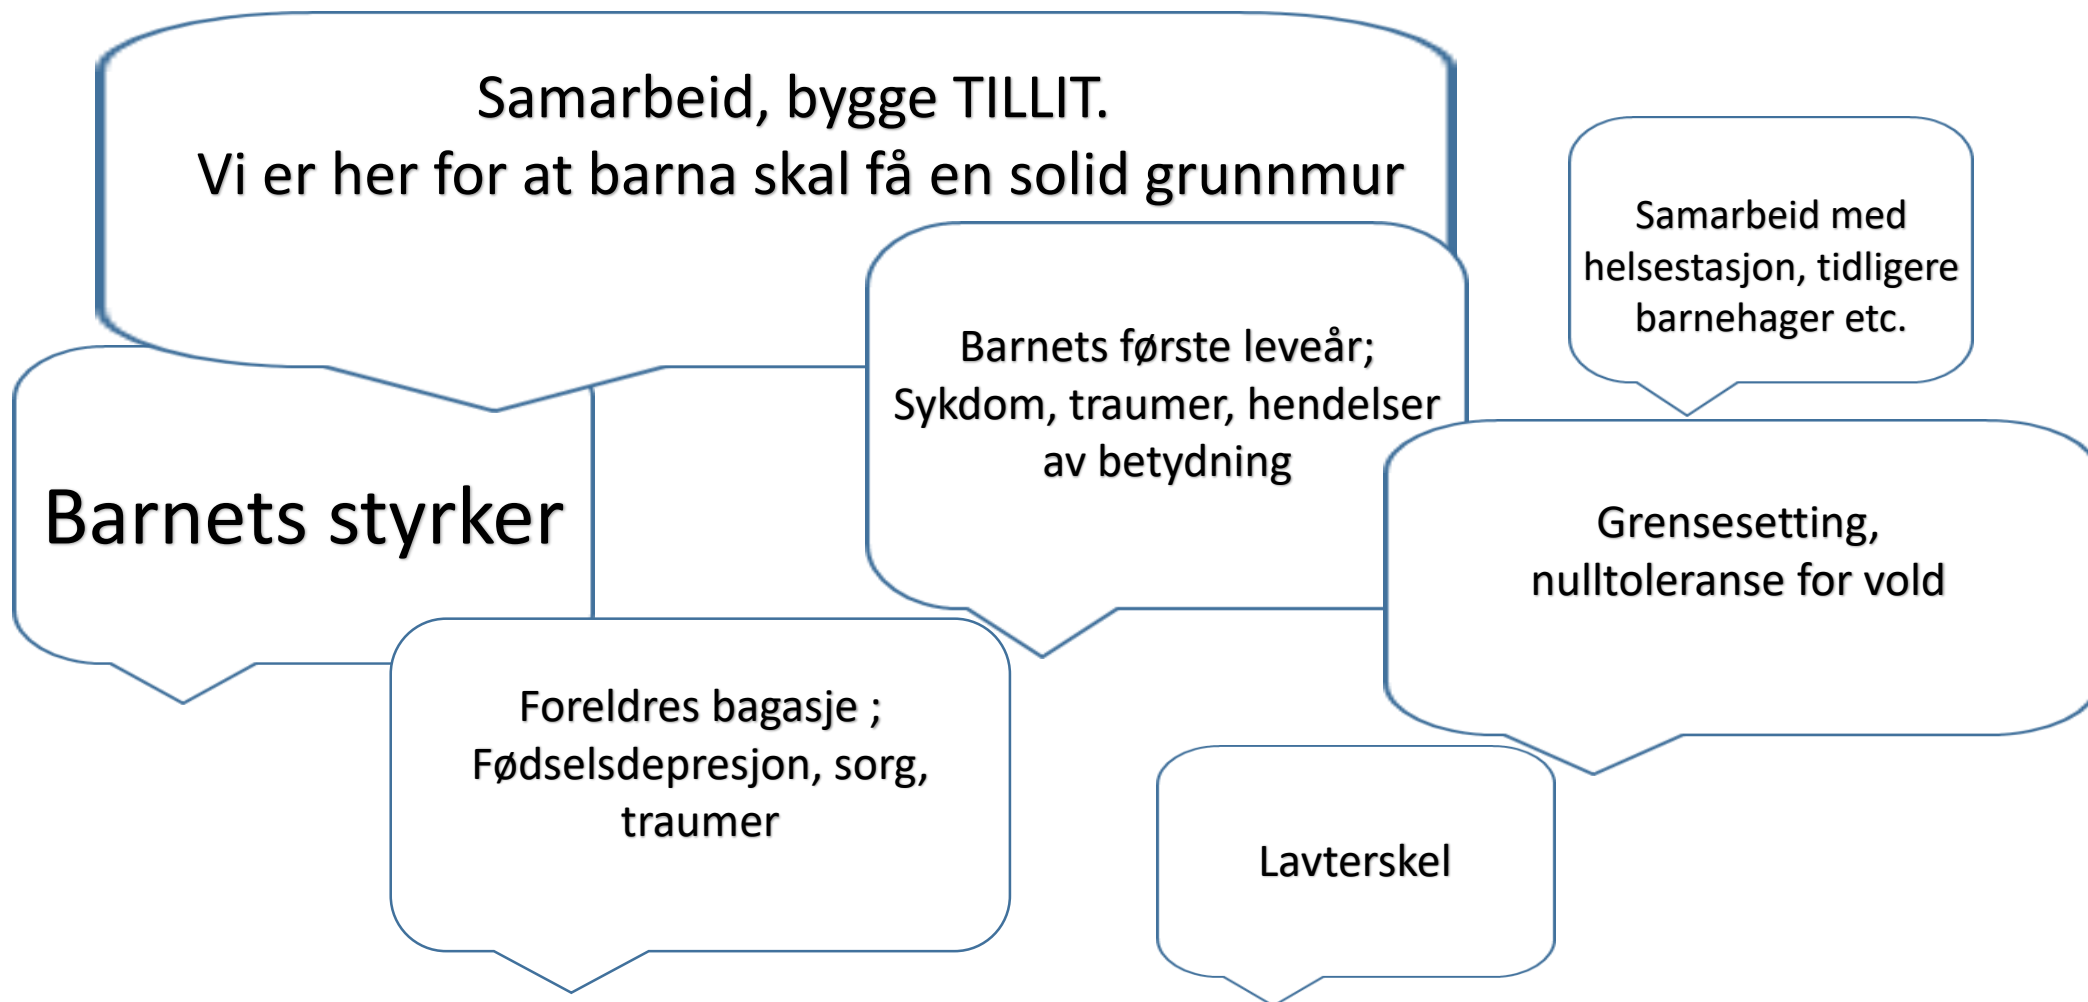 Samarbeid, bygge TILLIT.
Vi er her for at barna skal få en solid grunnmur
Samarbeid med
helsestasjon, tidligere
barnehager etc.
Barnets første leveår;
Sykdom, traumer, hendelser
av betydning
Barnets styrker
Grensesetting,
nulltoleranse for vold
Foreldres bagasje ;
Fødselsdepresjon, sorg,
traumer
Lavterskel